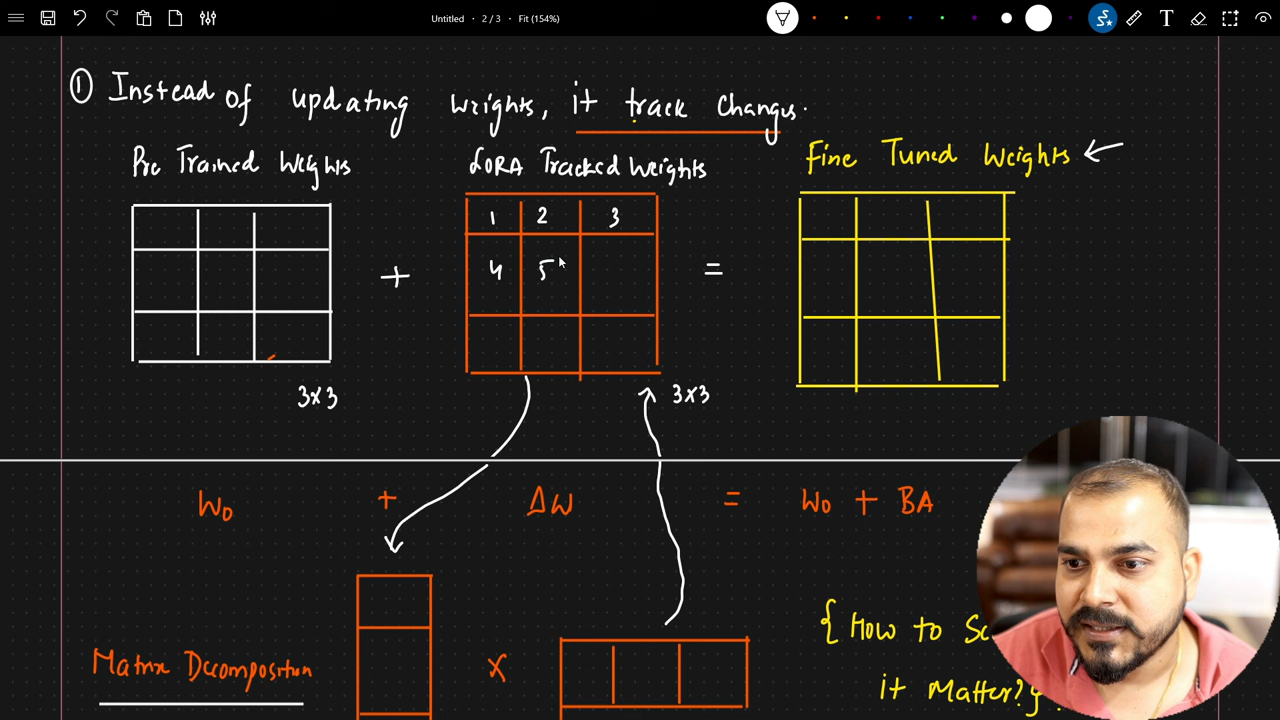 Untitled • 2 / 3 • Fit (154%)
① Instead of updating weights, it track changes.
Pre Trained Weights
LORA Tracked Weights
Fine Tuned Weights
1 2 3
+ =
4 5
3x3
3x3
W₀ + ΔW = W₀ + BA
{ How to Sc
Matrix Decomposition
x
it Matter? }